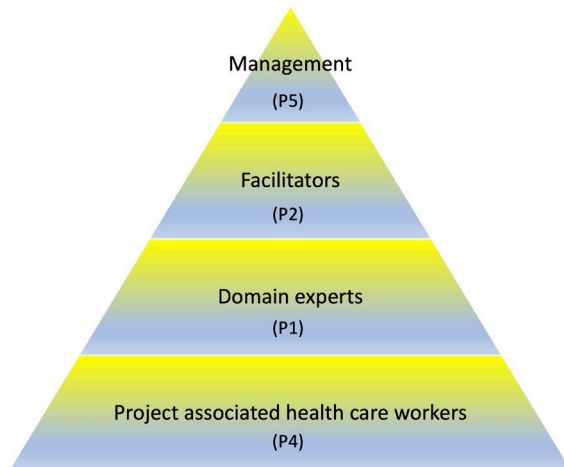 Management
(P5)
Facilitators
(P2)
Domain experts
(P1)
Project associated health care workers
(P4)